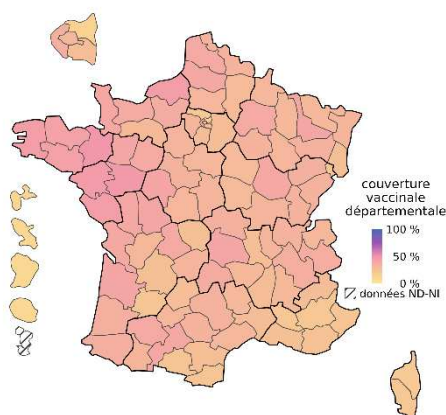 couverture
vaccinale
départementale
100 %
50 %
0 %
données ND-NI